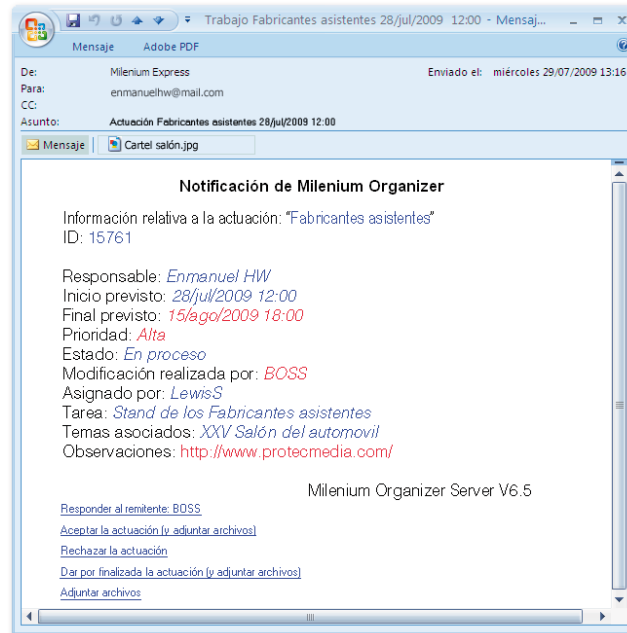 Trabajo Fabricantes asistentes 28/jul/2009 12:00 - Mensaj...
Mensaje Adobe PDF
De: Milenium Express Enviado el: miércoles 29/07/2009 13:16
Para: enmanuelhw@mail.com
CC:
Asunto: Actuación Fabricantes asistentes 28/jul/2009 12:00
Mensaje Cartel salón.jpg
Notificación de Milenium Organizer
Información relativa a la actuación: "Fabricantes asistentes"
ID: 15761
Responsable: Enmanuel HW
Inicio previsto: 28/jul/2009 12:00
Final previsto: 15/ago/2009 18:00
Prioridad: Alta
Estado: En proceso
Modificación realizada por: BOSS
Asignado por: LewisS
Tarea: Stand de los Fabricantes asistentes
Temas asociados: XXV Salón del automovil
Observaciones: http://www.protecmedia.com/
Milenium Organizer Server V6.5
Responder al remitente: BOSS
Aceptar la actuación (y adjuntar archivos)
Rechazar la actuación
Dar por finalizada la actuación (y adjuntar archivos)
Adjuntar archivos